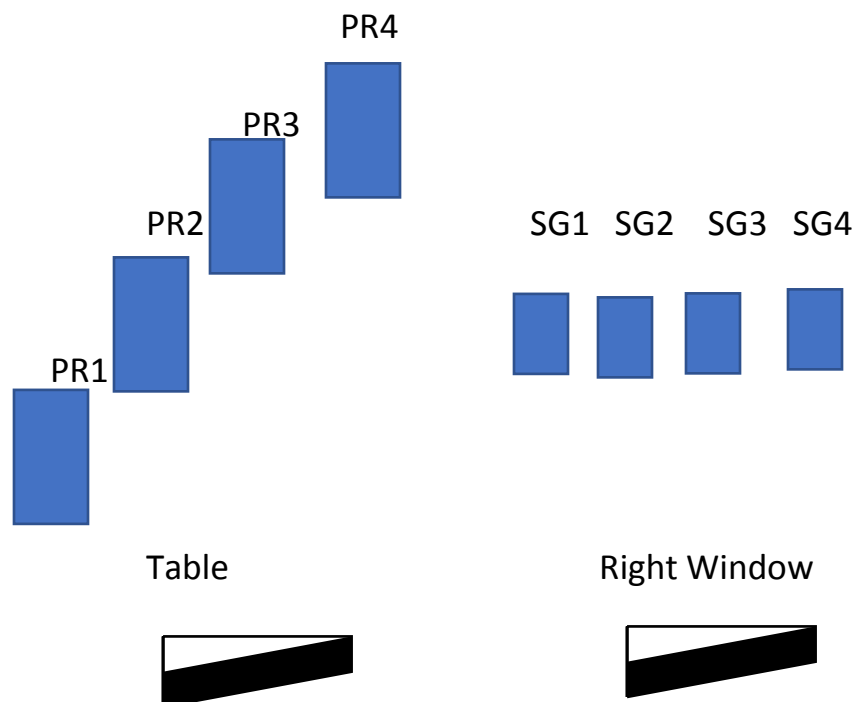 PR4
PR3
PR2
SG1 SG2 SG3 SG4
PR1
Table
Right Window